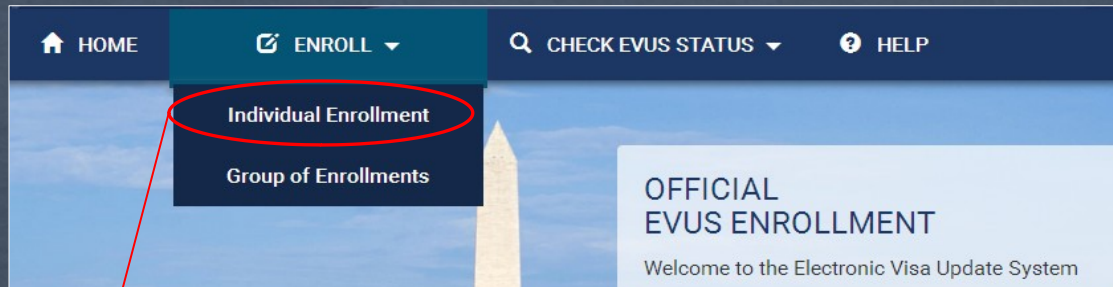 HOME
ENROLL
CHECK EVUS STATUS
HELP
Individual Enrollment
Group of Enrollments
OFFICIAL
EVUS ENROLLMENT
Welcome to the Electronic Visa Update System